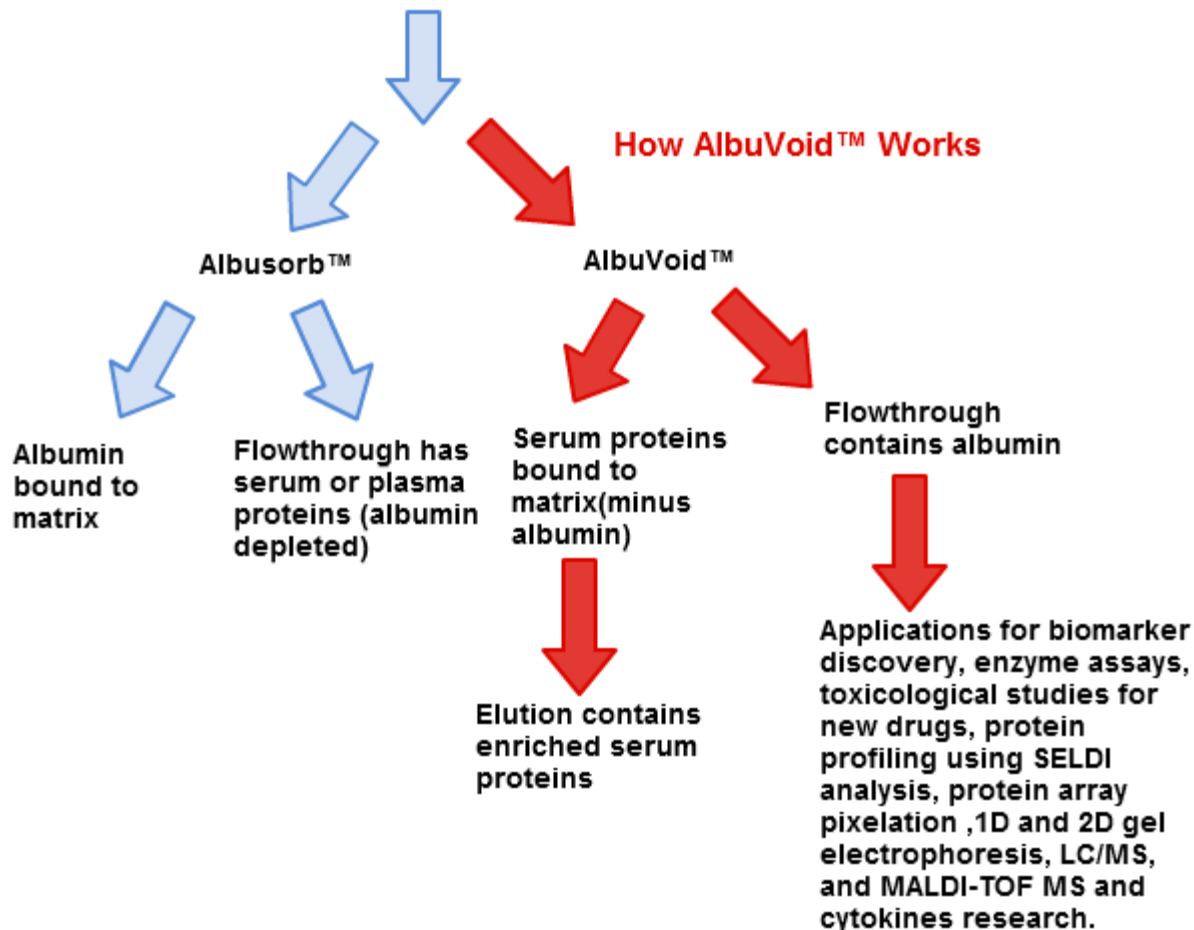 How AlbuVoid™ Works
Albusorb™
AlbuVoid™
Albumin
bound to
matrix
Flowthrough has
serum or plasma
proteins (albumin
depleted)
Serum proteins
bound to
matrix(minus
albumin)
Flowthrough
contains albumin
Elution contains
enriched serum
proteins
Applications for biomarker
discovery, enzyme assays,
toxicological studies for
new drugs, protein
profiling using SELDI
analysis, protein array
pixelation ,1D and 2D gel
electrophoresis, LC/MS,
and MALDI-TOF MS and
cytokines research.